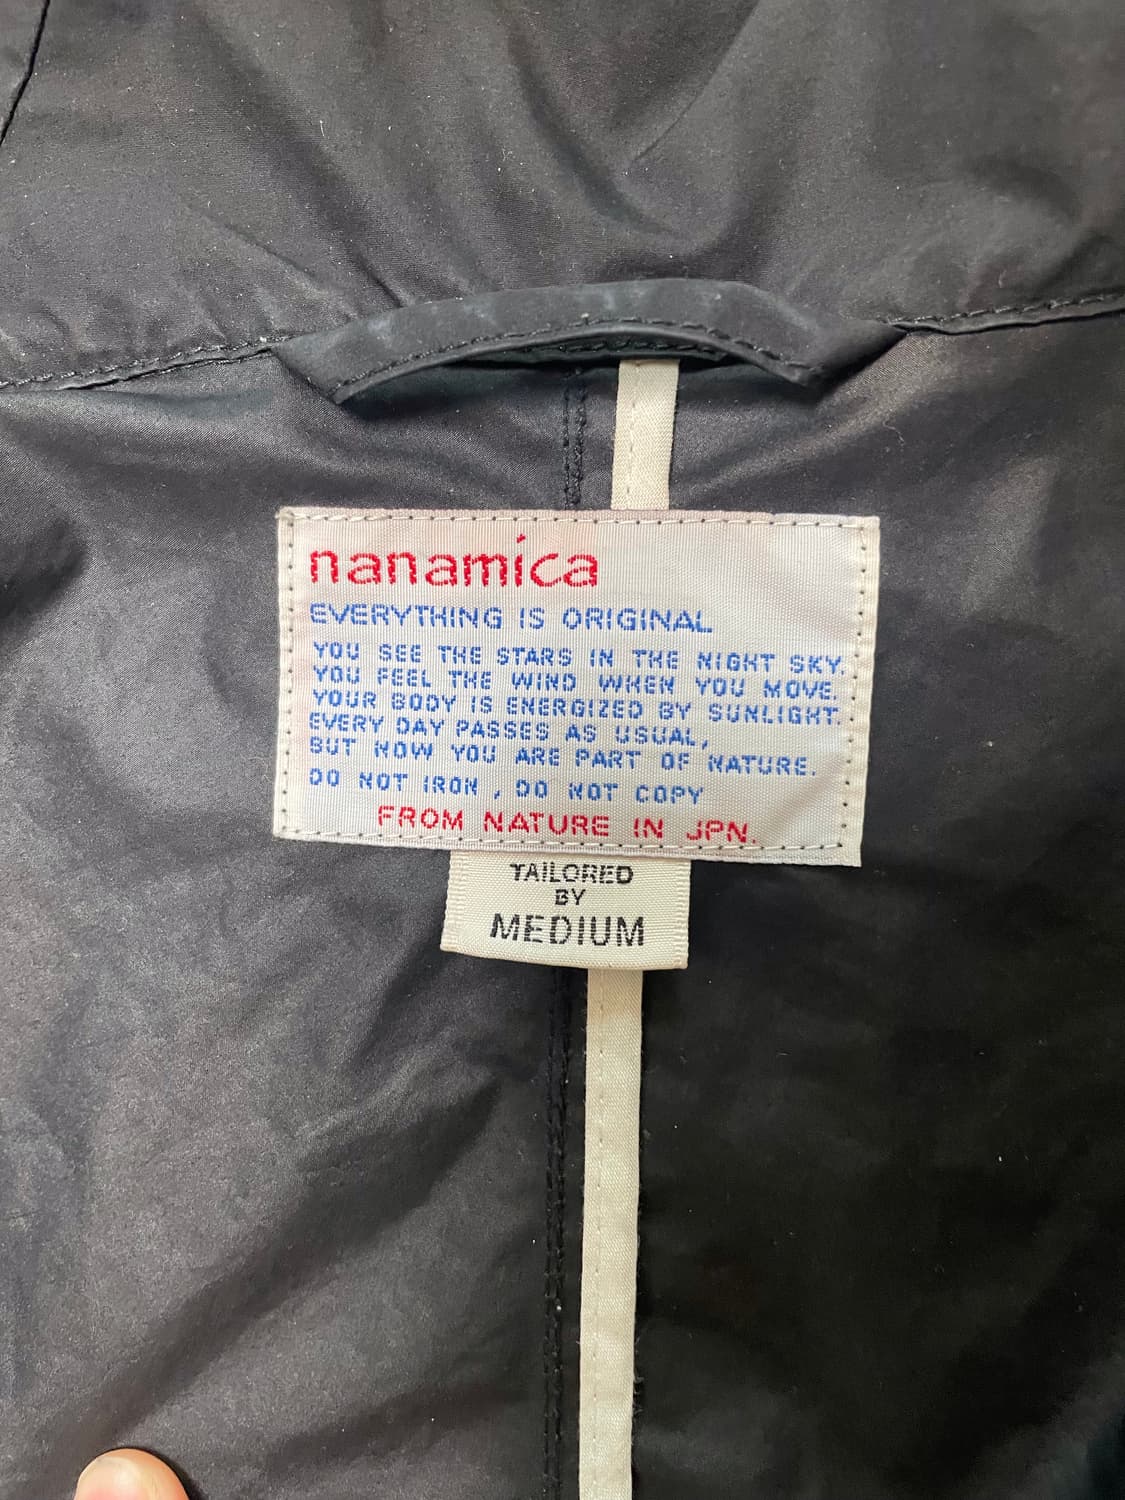 nanamica
EVERYTHING IS ORIGINAL
YOU SEE THE STARS IN THE NIGHT SKY.
YOU FEEL THE WIND WHEN YOU MOVE.
YOUR BODY IS ENERGIZED BY SUNLIGHT.
EVERY DAY PASSES AS USUAL,
BUT NOW YOU ARE PART OF NATURE.
DO NOT IRON , DO NOT COPY
FROM NATURE IN JPN.
TAILORED
BY
MEDIUM